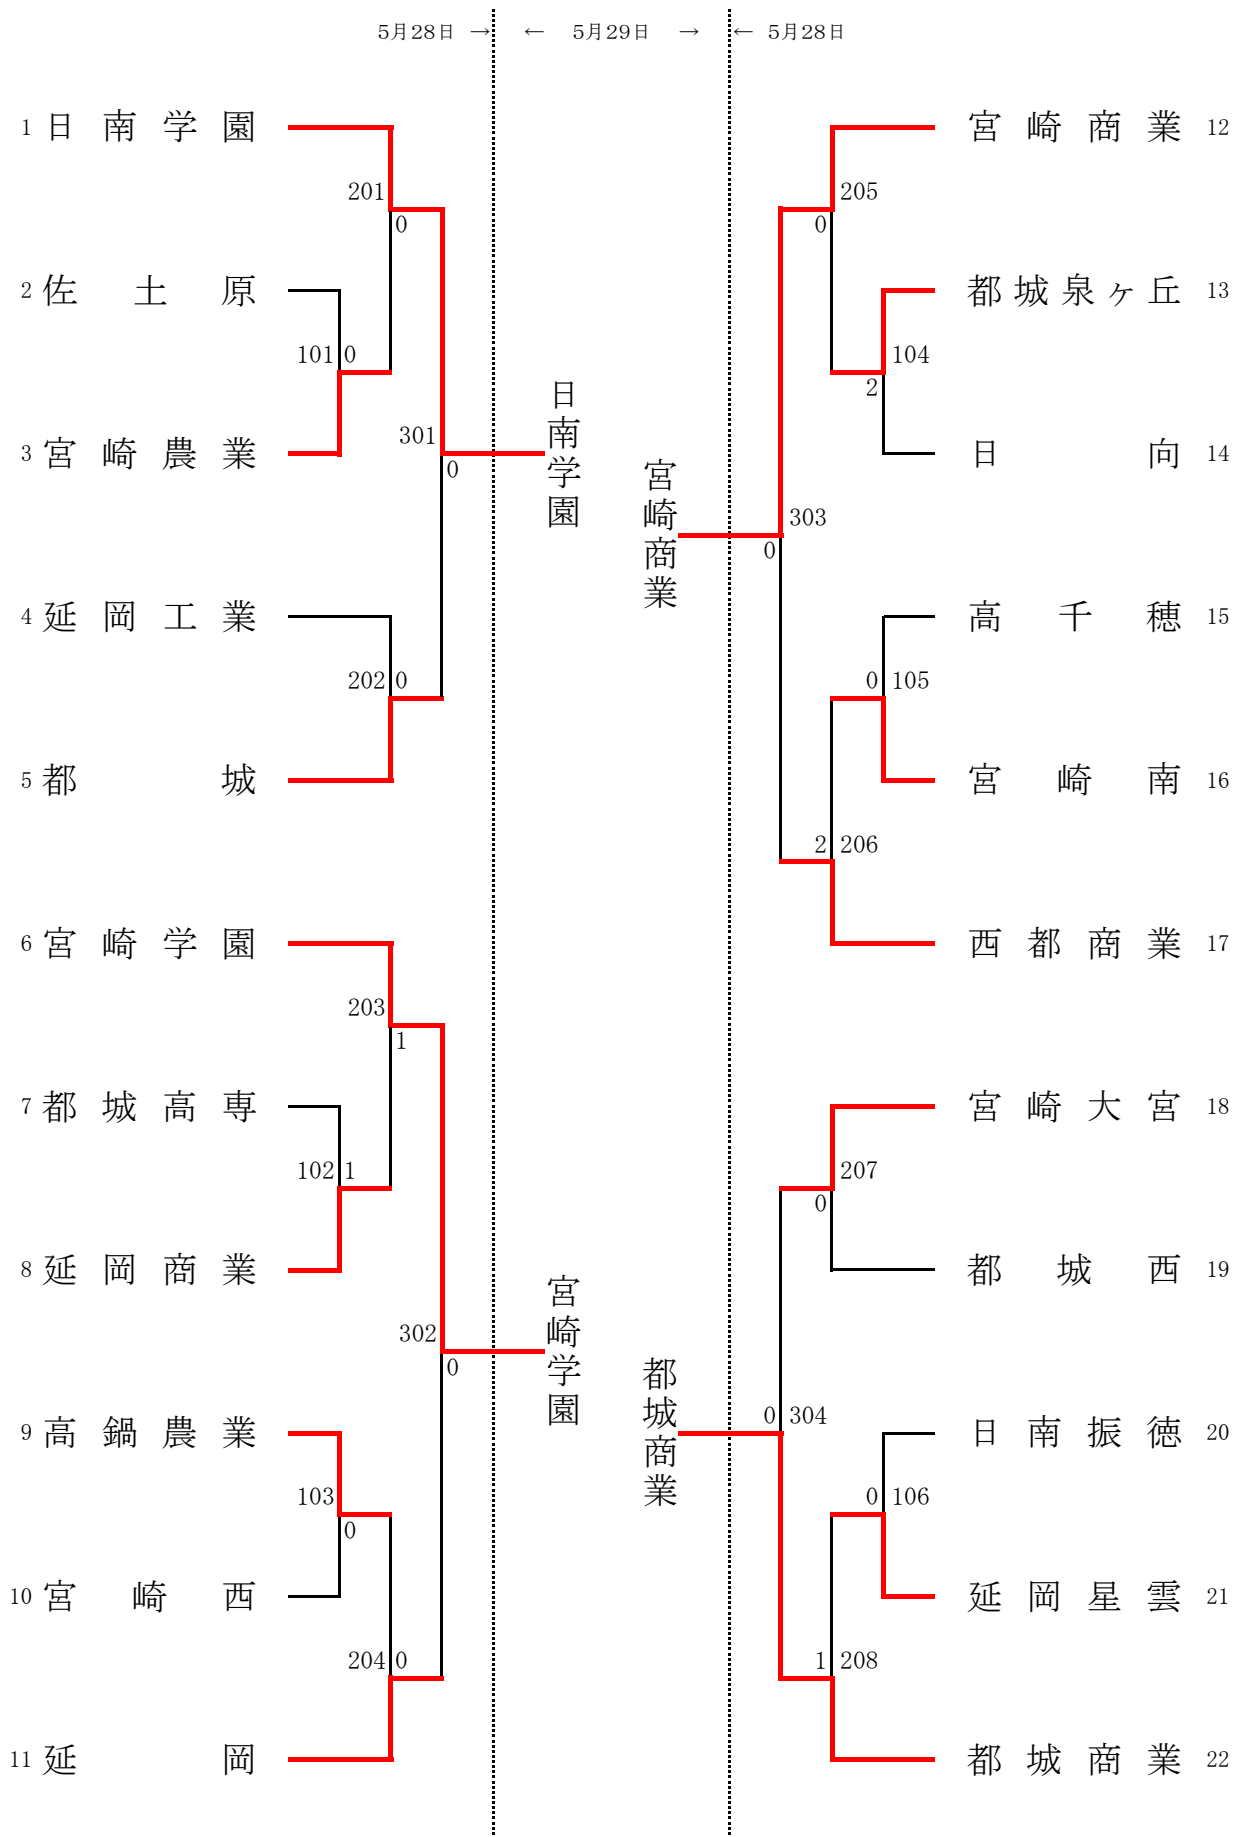 5月28日 → ← 5月29日 → ← 5月28日
1 日南学園
201
0
2 佐土原
101 0
3 宮崎農業
301
0
4 延岡工業
202 0
5 都城
6 宮崎学園
203
1
7 都城高専
102 1
8 延岡商業
302
0
9 高鍋農業
103
0
10 宮崎西
204 0
11 延岡
日南学園
宮崎学園
宮崎商業
都城商業
宮崎商業 12
205
0
都城泉ヶ丘 13
104
2
日向 14
303
0
高千穂 15
0 105
宮崎南 16
2 206
西都商業 17
宮崎大宮 18
207
0
都城西 19
0 304
日南振徳 20
0 106
延岡星雲 21
1 208
都城商業 22